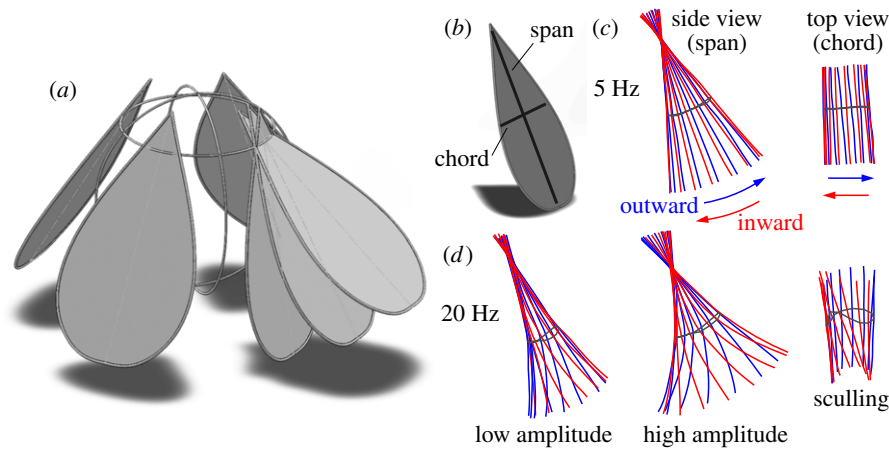 (a)
(b)
span
chord
(c)
side view
(span)
top view
(chord)
5 Hz
outward
inward
(d)
20 Hz
low amplitude
high amplitude
sculling